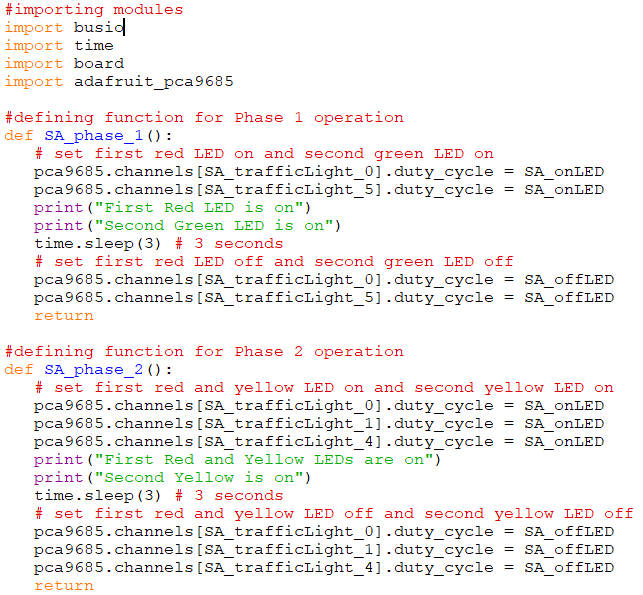 #importing modules
import busio
import time
import board
import adafruit_pca9685

#defining function for Phase 1 operation
def SA_phase_1():
   # set first red LED on and second green LED on
   pca9685.channels[SA_trafficLight_0].duty_cycle = SA_onLED
   pca9685.channels[SA_trafficLight_5].duty_cycle = SA_onLED
   print("First Red LED is on")
   print("Second Green LED is on")
   time.sleep(3) # 3 seconds
   # set first red LED off and second green LED off
   pca9685.channels[SA_trafficLight_0].duty_cycle = SA_offLED
   pca9685.channels[SA_trafficLight_5].duty_cycle = SA_offLED
   return

#defining function for Phase 2 operation
def SA_phase_2():
   # set first red and yellow LED on and second yellow LED on
   pca9685.channels[SA_trafficLight_0].duty_cycle = SA_onLED
   pca9685.channels[SA_trafficLight_1].duty_cycle = SA_onLED
   pca9685.channels[SA_trafficLight_4].duty_cycle = SA_onLED
   print("First Red and Yellow LEDs are on")
   print("Second Yellow is on")
   time.sleep(3) # 3 seconds
   # set first red and yellow LED off and second yellow LED off
   pca9685.channels[SA_trafficLight_0].duty_cycle = SA_offLED
   pca9685.channels[SA_trafficLight_1].duty_cycle = SA_offLED
   pca9685.channels[SA_trafficLight_4].duty_cycle = SA_offLED
   return